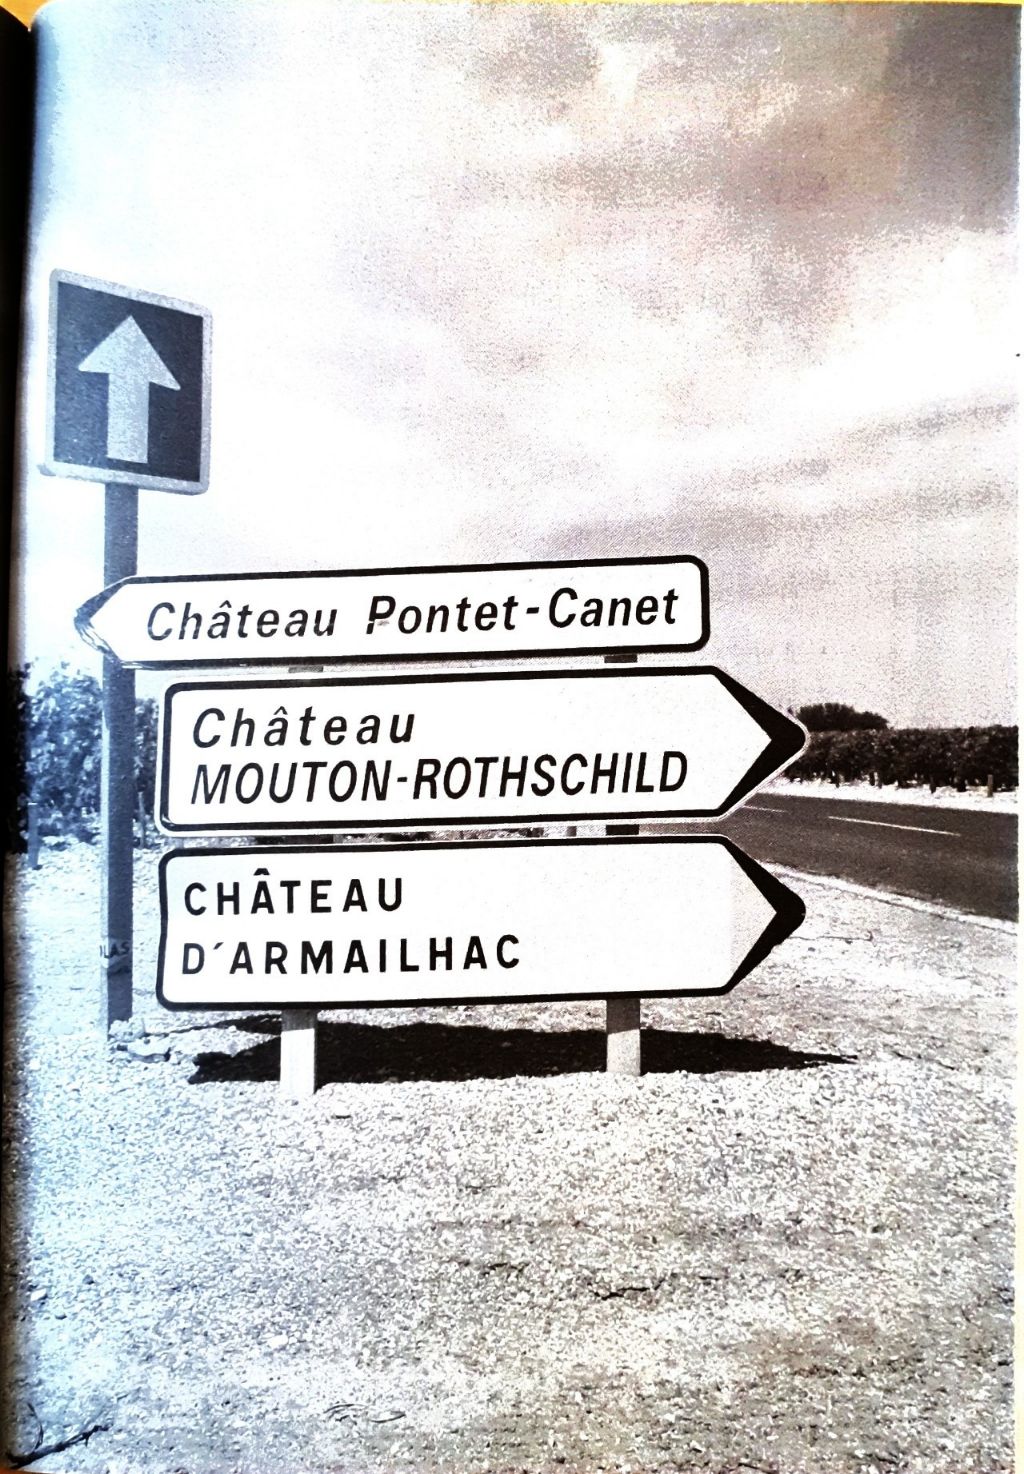 Château Pontet-Canet
Château
MOUTON-ROTHSCHILD
CHÂTEAU
D´ARMAILHAC